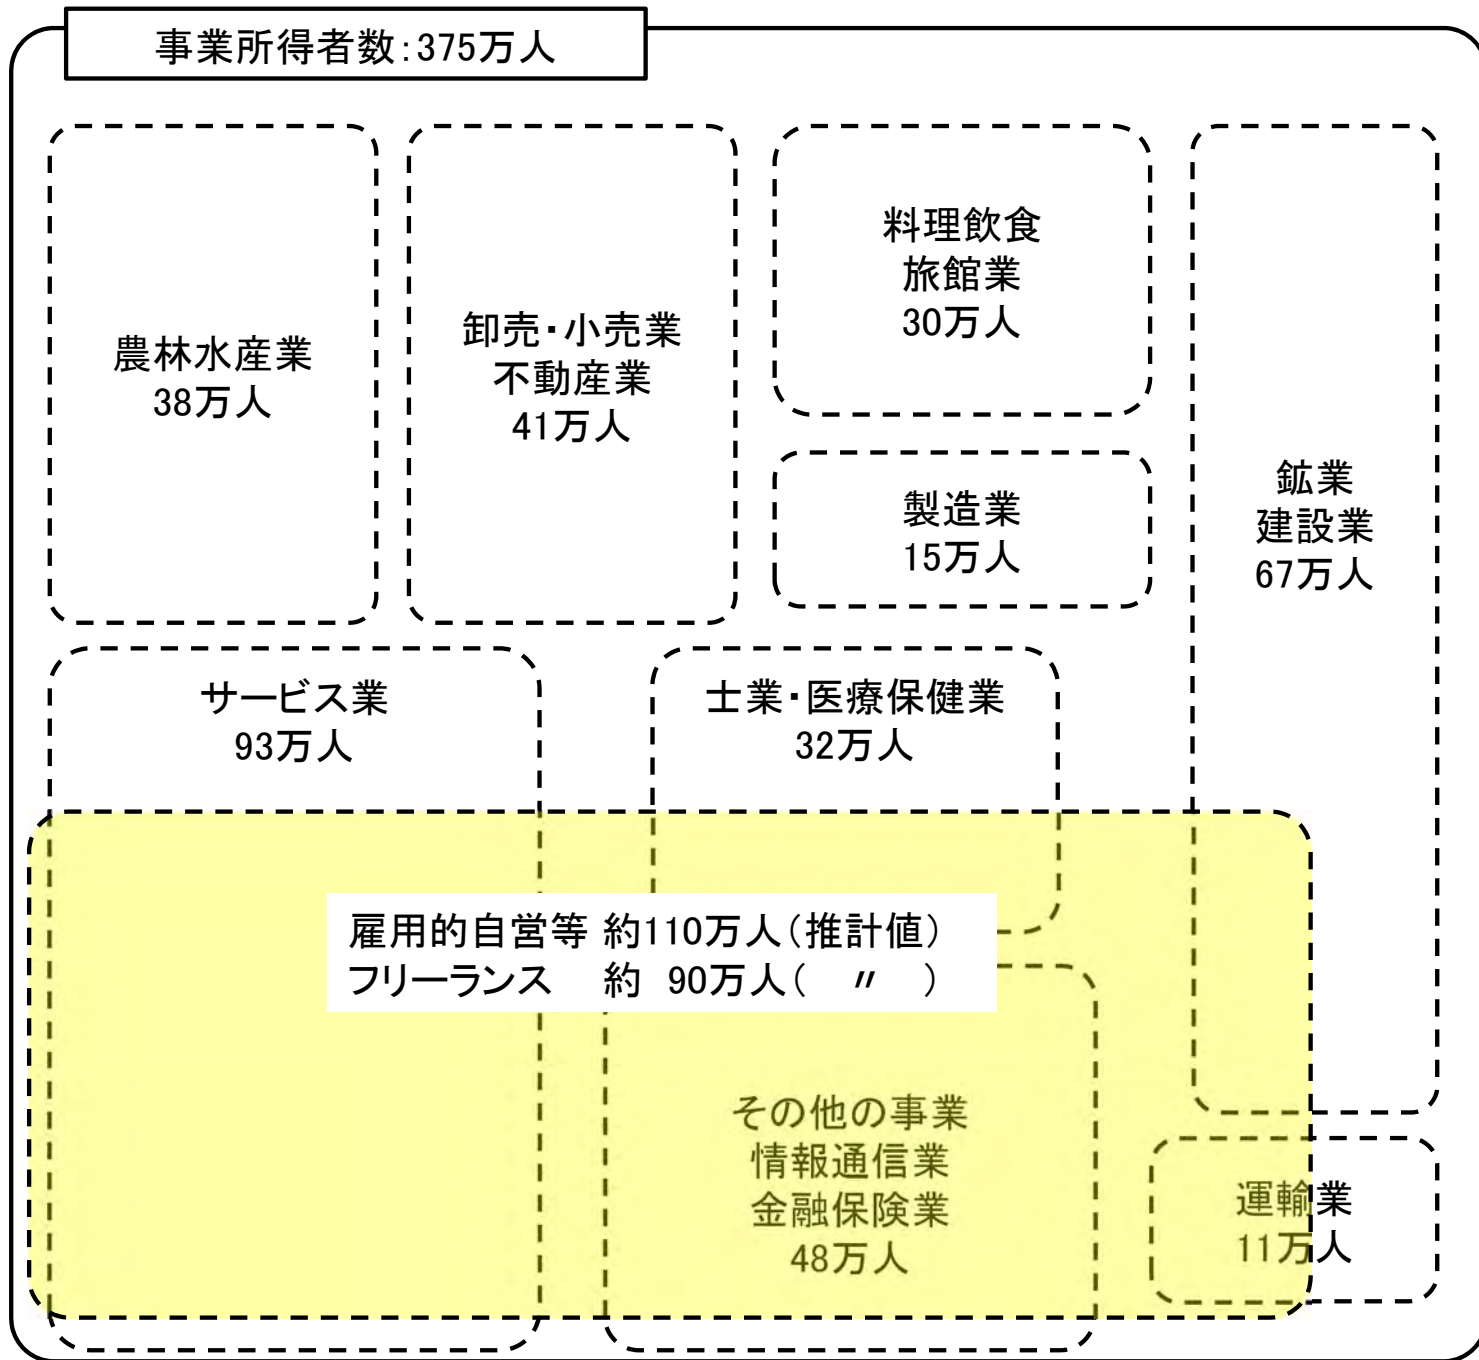 事業所得者数：375万人
農林水産業
38万人
卸売・小売業
不動産業
41万人
料理飲食
旅館業
30万人
製造業
15万人
鉱業
建設業
67万人
サービス業
93万人
士業・医療保健業
32万人
雇用的自営等 約110万人（推計値）
フリーランス 約 90万人（ 〃 ）
その他の事業
情報通信業
金融保険業
48万人
運輸業
11万人